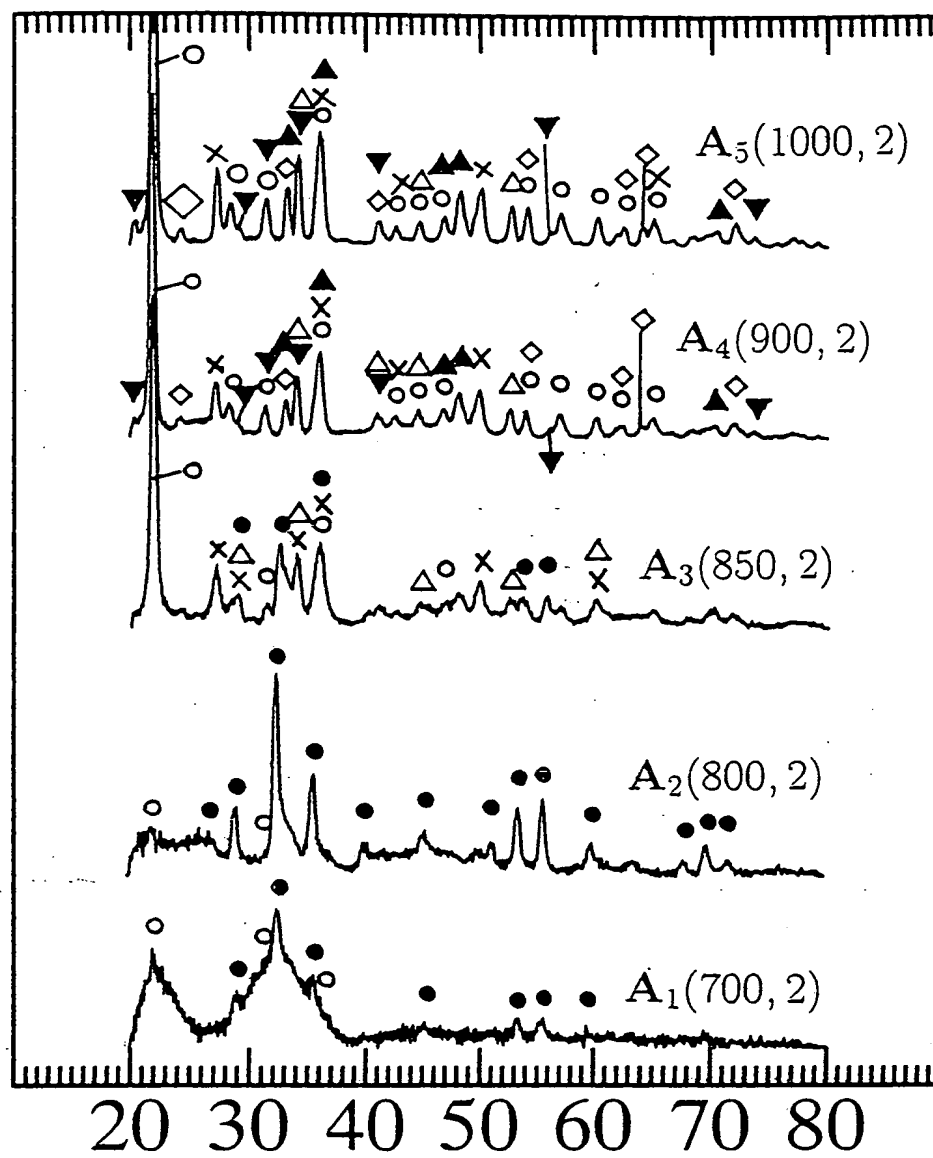 A₅(1000, 2)
A₄(900, 2)
A₃(850, 2)
A₂(800, 2)
A₁(700, 2)
20 30 40 50 60 70 80